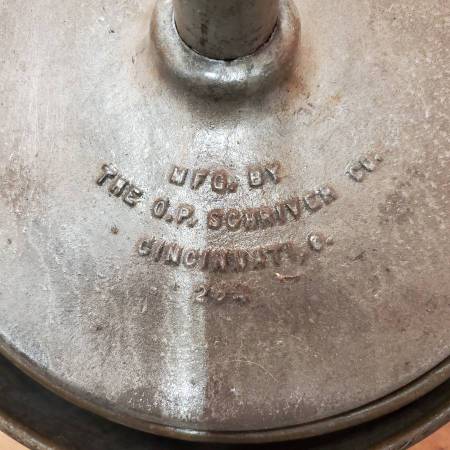 MFG. BY
THE O.P. SCHRIVER CO.
CINCINNATI, O.